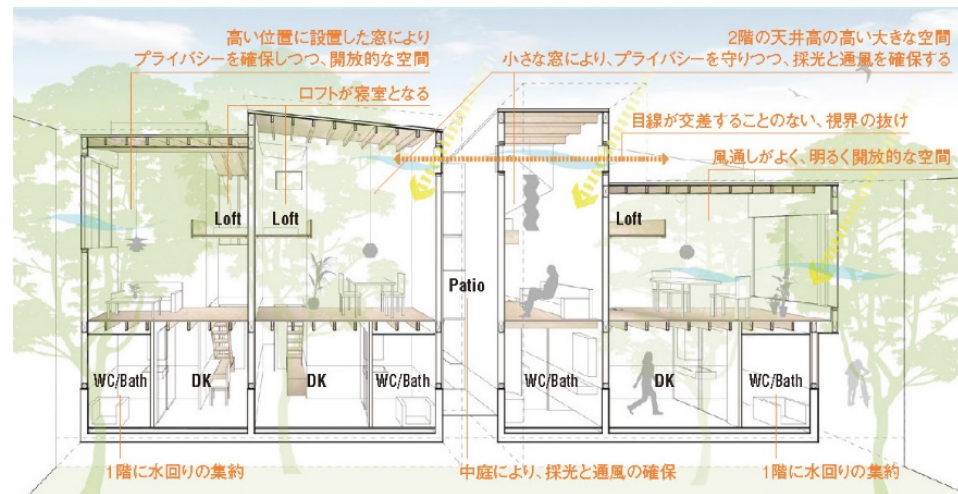 高い位置に設置した窓により
プライバシーを確保しつつ、開放的な空間
ロフトが寝室となる
2階の天井高の高い大きな空間
小さな窓により、プライバシーを守りつつ、採光と通風を確保する
目線が交差することのない、視界の抜け
風通しがよく、明るく開放的な空間
Loft
Loft
Loft
Patio
WC/Bath
DK
DK
WC/Bath
WC/Bath
DK
WC/Bath
1階に水回りの集約
中庭により、採光と通風の確保
1階に水回りの集約